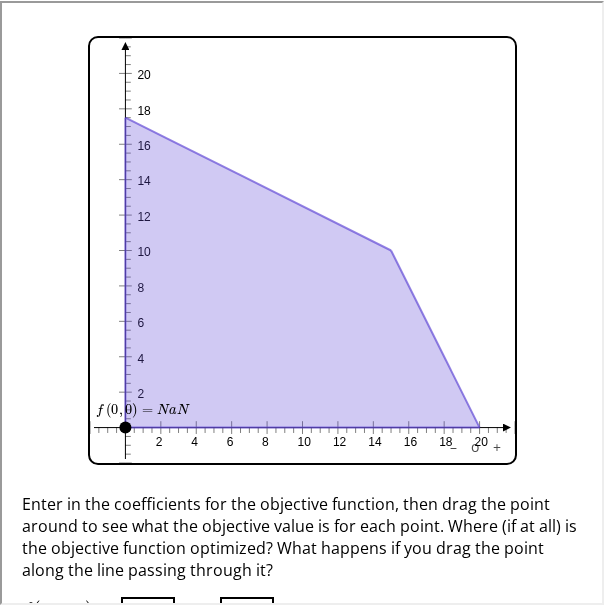 20
18
16
14
12
10
8
6
4
2
f(0,0) = NaN
2 4 6 8 10 12 14 16 18 20
− o +
Enter in the coefficients for the objective function, then drag the point
around to see what the objective value is for each point. Where (if at all) is
the objective function optimized? What happens if you drag the point
along the line passing through it?